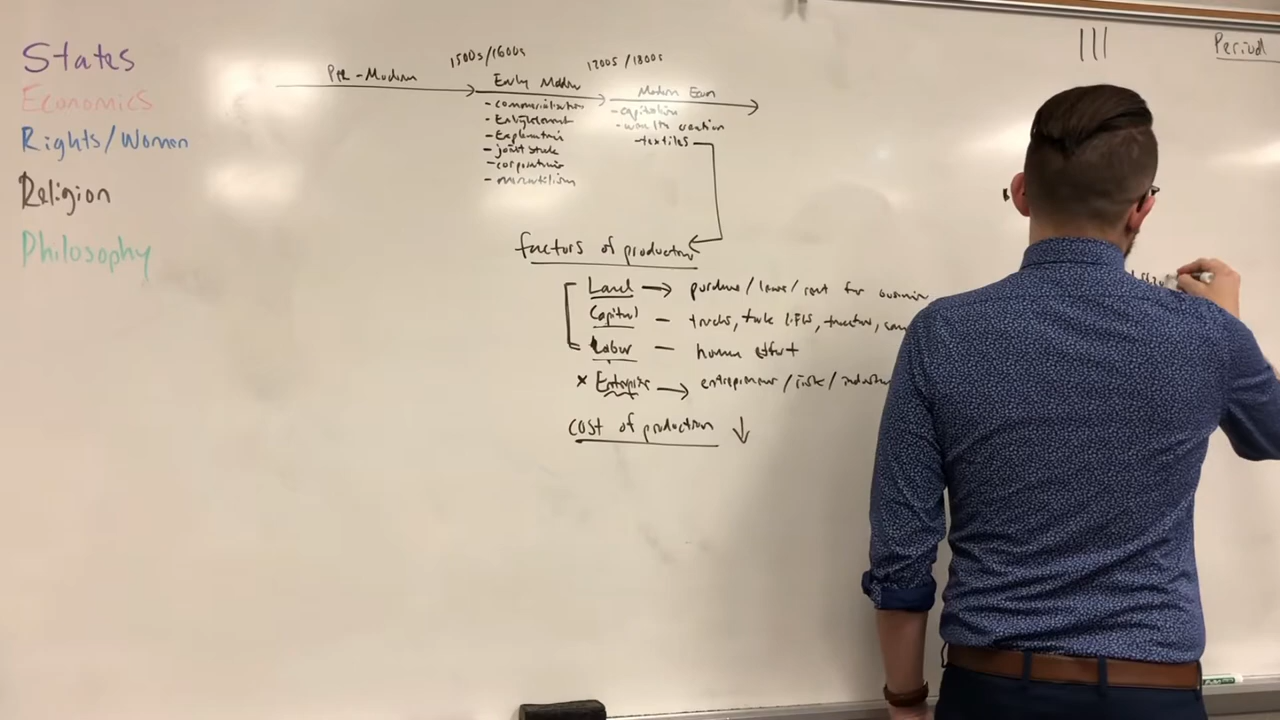 States
Economics
Rights/Women
Religion
Philosophy
1500s/1600s
1700s/1800s
Pre-Modern
Early Modern
Modern Econ
- commercialization
- Enlightenment
- Exploration
- joint stock
- corporations
- mercantilism
- capitalism
- wealth creation
- textiles
factors of production
Land → purchase/lease/rent for business
Capital — trucks, fork lifts, tractors,
Labor — human effort
× Enterprise → entrepreneur/risk/
cost of production ↓
|||
Period